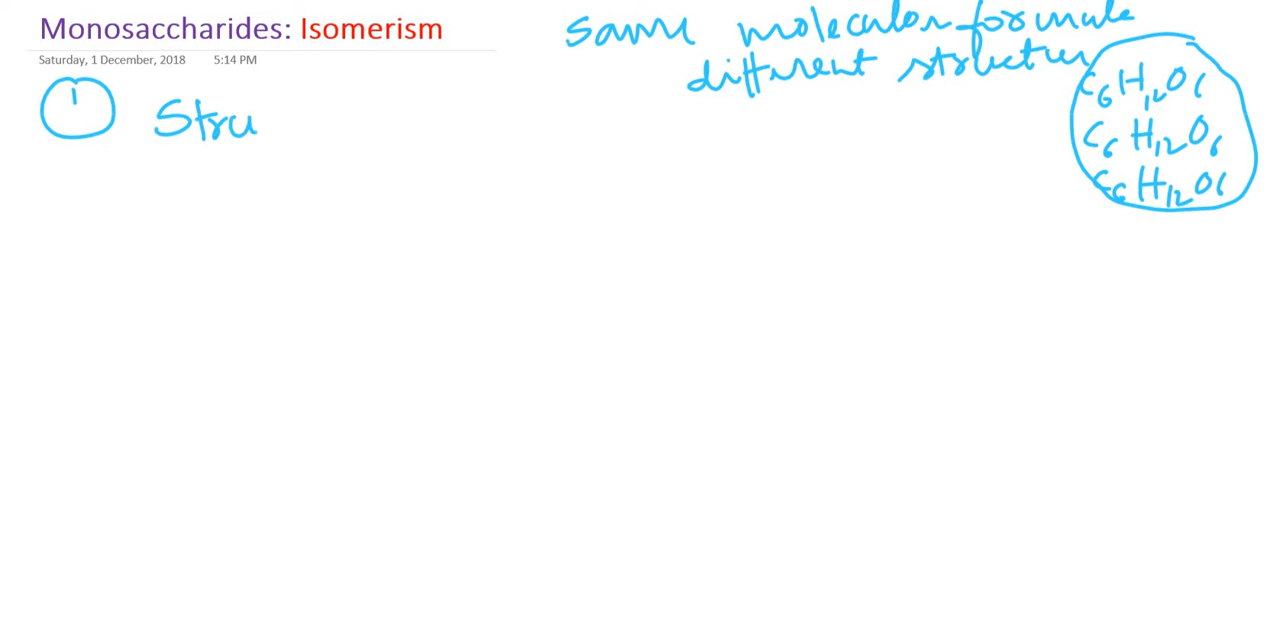 Monosaccharides: Isomerism
Saturday, 1 December, 2018 5:14 PM
same molecular formula
different structure
C6H12O6
C6H12O6
C6H12O6
1 Stru